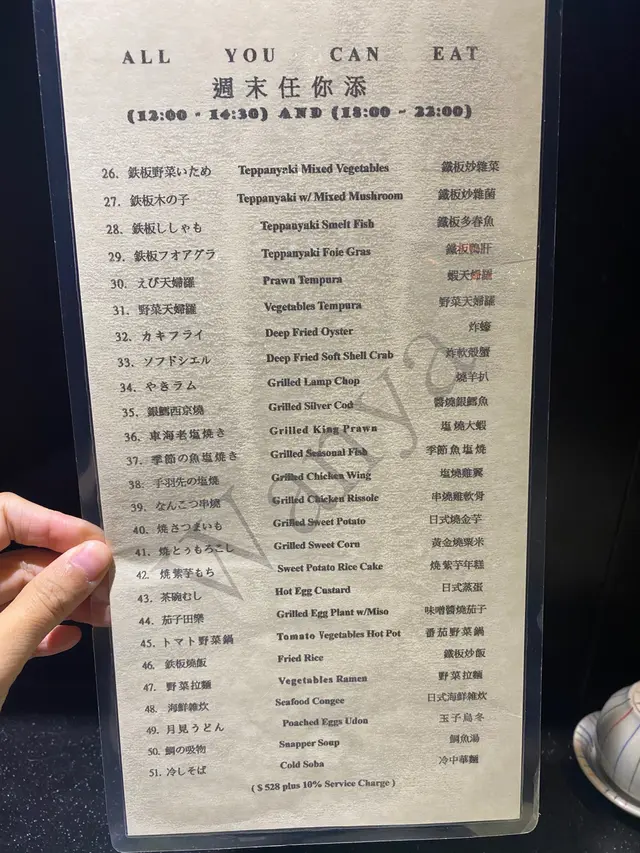 ALL YOU CAN EAT
週末任你添
(12:00 - 14:30) AND (18:00 - 22:00)
26. 鉄板野菜いため Teppanyaki Mixed Vegetables 鐵板炒雜菜
27. 鉄板木の子 Teppanyaki w/ Mixed Mushroom 鐵板炒雜菌
28. 鉄板ししゃも Teppanyaki Smelt Fish 鐵板多春魚
29. 鉄板フオアグラ Teppanyaki Foie Gras 鐵板鴨肝
30. えび天婦羅 Prawn Tempura 蝦天婦羅
31. 野菜天婦羅 Vegetables Tempura 野菜天婦羅
32. カキフライ Deep Fried Oyster 炸蠔
33. ソフドシエル Deep Fried Soft Shell Crab 炸軟殼蟹
34. やきラム Grilled Lamp Chop 燒羊扒
35. 銀鱈西京燒 Grilled Silver Cod 醬燒銀鱈魚
36. 車海老塩焼き Grilled King Prawn 塩燒大蝦
37. 季節の魚塩焼き Grilled Seasonal Fish 季節魚塩燒
38. 手羽先の塩燒 Grilled Chicken Wing 塩燒雞翼
39. なんこつ串燒 Grilled Chicken Rissole 串燒雞軟骨
40. 焼さつまいも Grilled Sweet Potato 日式燒金芋
41. 焼とうもろこし Grilled Sweet Corn 黃金燒粟米
42. 焼紫芋もち Sweet Potato Rice Cake 燒紫芋年糕
43. 茶碗むし Hot Egg Custard 日式蒸蛋
44. 茄子田樂 Grilled Egg Plant w/Miso 味噌醬燒茄子
45. トマト野菜鍋 Tomato Vegetables Hot Pot 番茄野菜鍋
46. 鉄板燒飯 Fried Rice 鐵板炒飯
47. 野菜拉麵 Vegetables Ramen 野菜拉麵
48. 海鮮雑炊 Seafood Congee 日式海鮮雑炊
49. 月見うどん Poached Eggs Udon 玉子烏冬
50. 鯛の吸物 Snapper Soup 鯛魚湯
51. 冷しそば Cold Soba 冷中華麵
( $ 528 plus 10% Service Charge )
Wanya